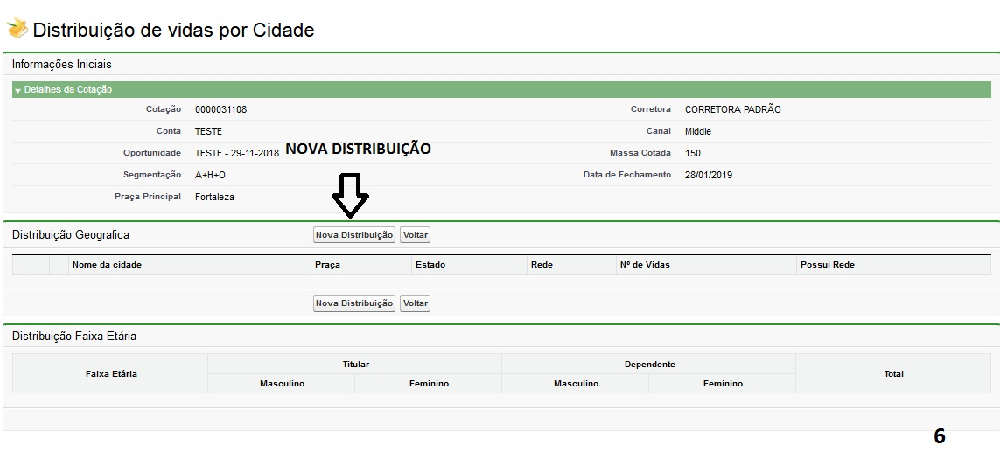 Distribuição de vidas por Cidade
Informações Iniciais
Detalhes da Cotação
Cotação 0000031108 Corretora CORRETORA PADRÃO
Conta TESTE Canal Middle
Oportunidade TESTE - 29-11-2018 NOVA DISTRIBUIÇÃO Massa Cotada 150
Segmentação A+H+O Data de Fechamento 28/01/2019
Praça Principal Fortaleza
Distribuição Geografica Nova Distribuição Voltar
Nome da cidade Praça Estado Rede Nº de Vidas Possui Rede
Nova Distribuição Voltar
Distribuição Faixa Etária
Faixa Etária Titular Dependente Total
Masculino Feminino Masculino Feminino
6